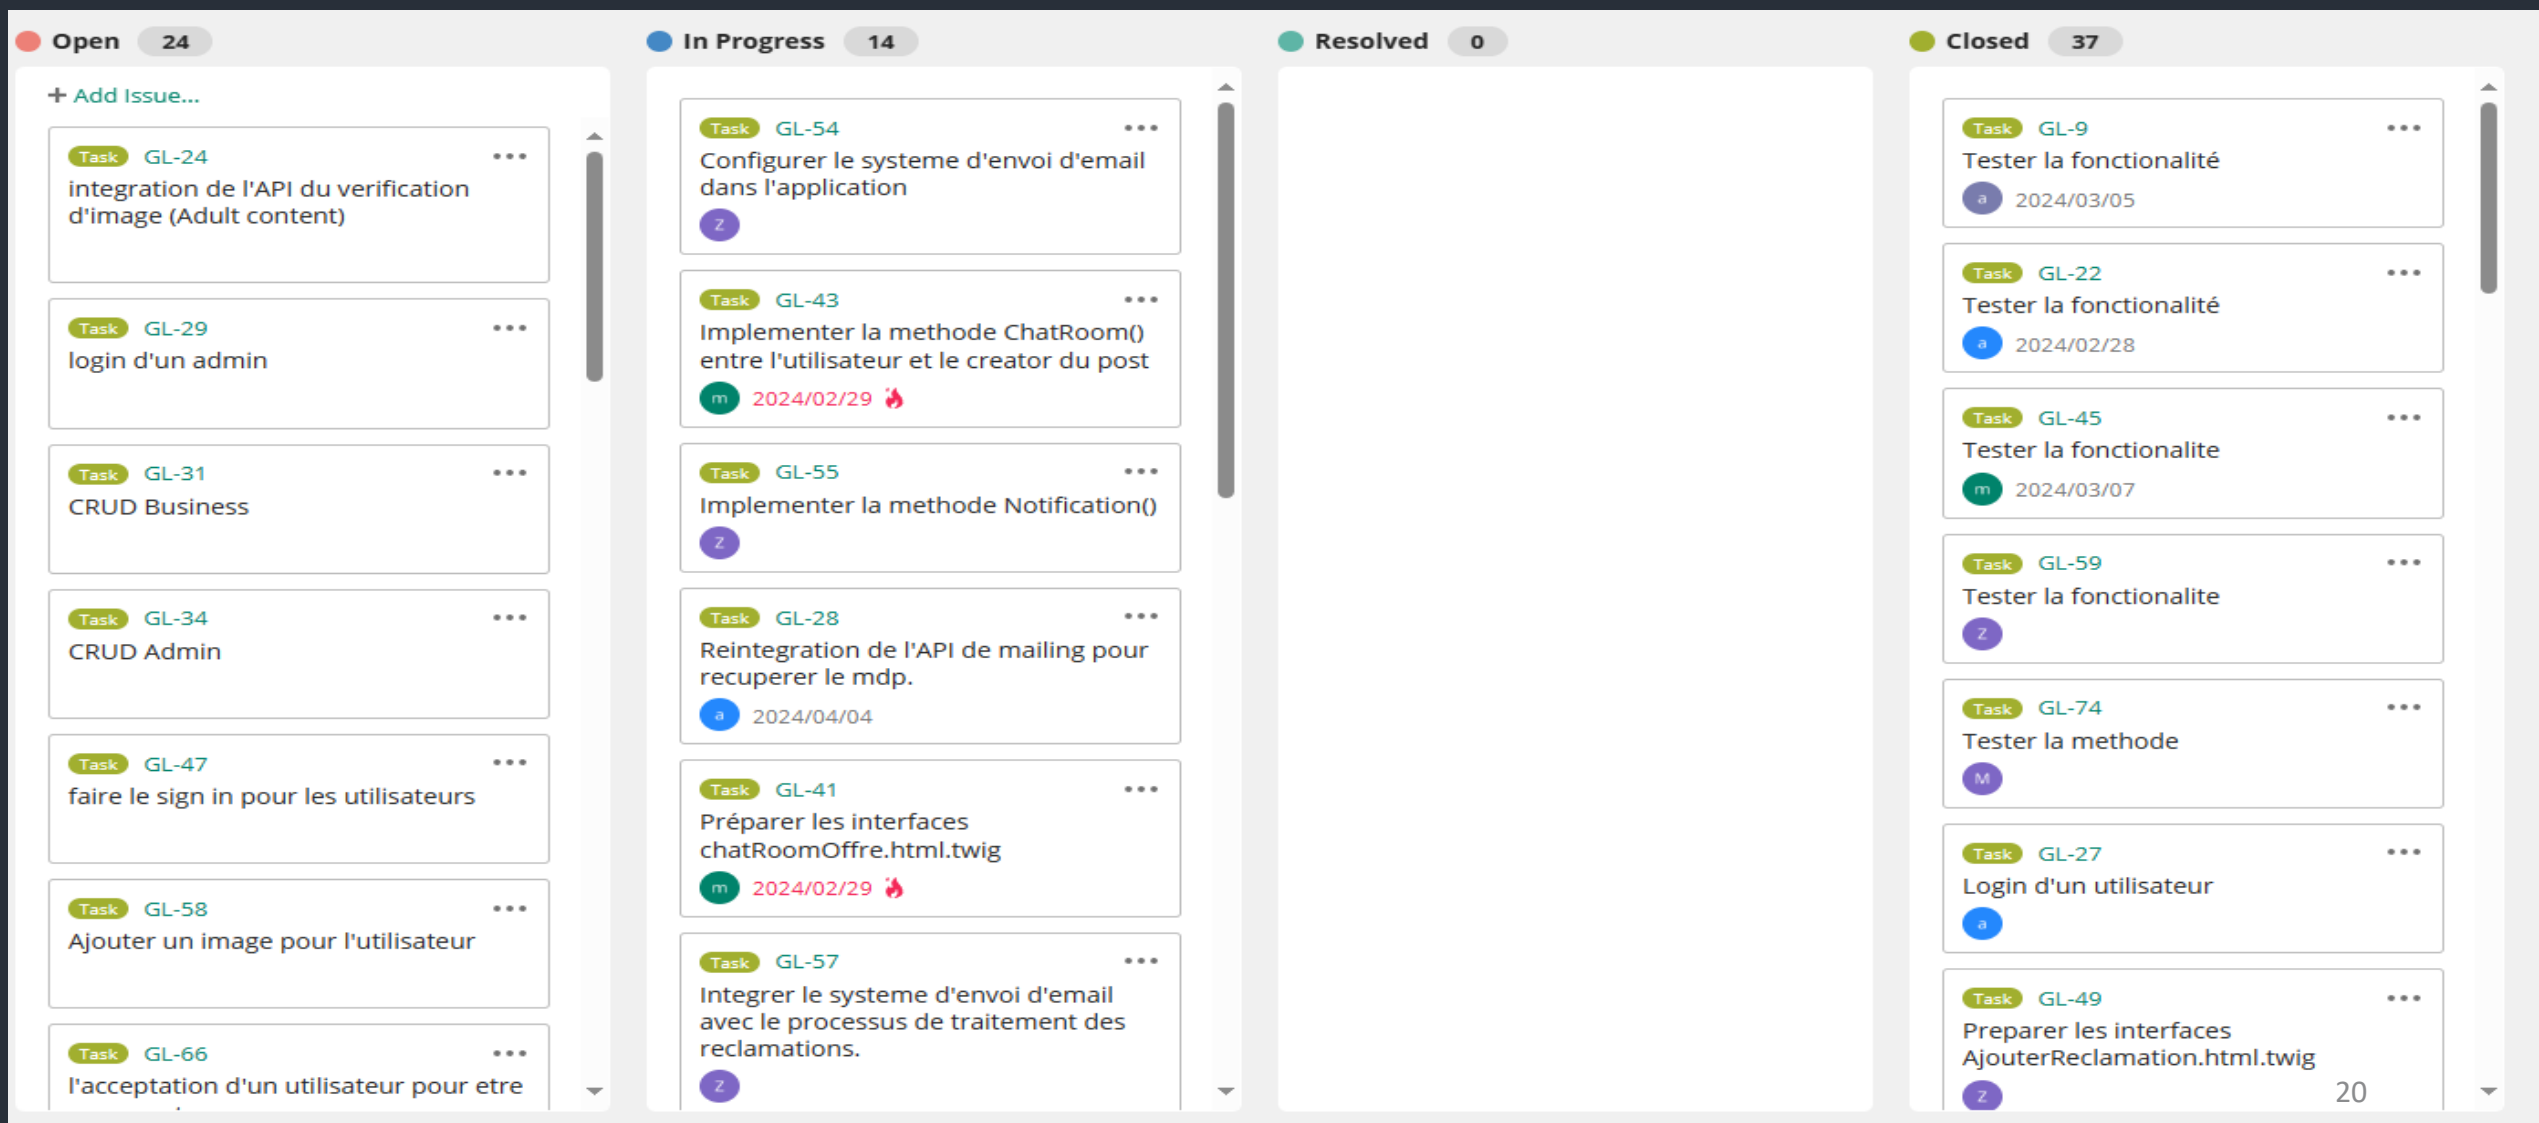 Open 24
+ Add Issue...
Task GL-24
integration de l'API du verification
d'image (Adult content)
Task GL-29
login d'un admin
Task GL-31
CRUD Business
Task GL-34
CRUD Admin
Task GL-47
faire le sign in pour les utilisateurs
Task GL-58
Ajouter un image pour l'utilisateur
Task GL-66
l'acceptation d'un utilisateur pour etre
In Progress 14
Task GL-54
Configurer le systeme d'envoi d'email
dans l'application
Z
Task GL-43
Implementer la methode ChatRoom()
entre l'utilisateur et le creator du post
m 2024/02/29
Task GL-55
Implementer la methode Notification()
Z
Task GL-28
Reintegration de l'API de mailing pour
recuperer le mdp.
a 2024/04/04
Task GL-41
Préparer les interfaces
chatRoomOffre.html.twig
m 2024/02/29
Task GL-57
Integrer le systeme d'envoi d'email
avec le processus de traitement des
reclamations.
Z
Resolved 0
Closed 37
Task GL-9
Tester la fonctionalité
a 2024/03/05
Task GL-22
Tester la fonctionalité
a 2024/02/28
Task GL-45
Tester la fonctionalite
m 2024/03/07
Task GL-59
Tester la fonctionalite
Z
Task GL-74
Tester la methode
M
Task GL-27
Login d'un utilisateur
a
Task GL-49
Preparer les interfaces
AjouterReclamation.html.twig
Z
20